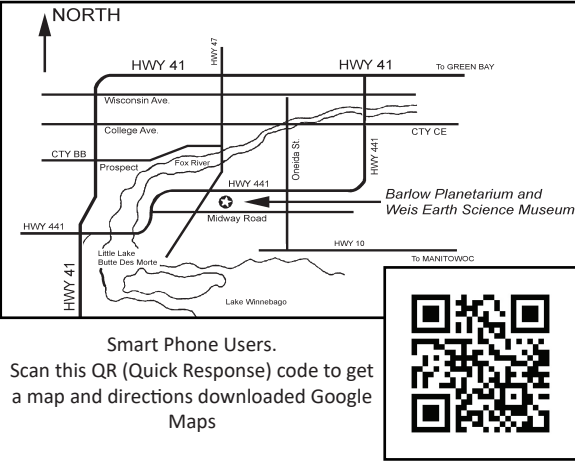 NORTH
HWY 47
HWY 41
HWY 41
To GREEN BAY
Wisconsin Ave.
College Ave.
CTY CE
CTY BB
Prospect
Fox River
Oneida St.
HWY 441
HWY 441
Barlow Planetarium and
Weis Earth Science Museum
Midway Road
HWY 441
HWY 10
To MANITOWOC
Little Lake
Butte Des Morte
HWY 41
Lake Winnebago
Smart Phone Users.
Scan this QR (Quick Response) code to get
a map and directions downloaded Google
Maps